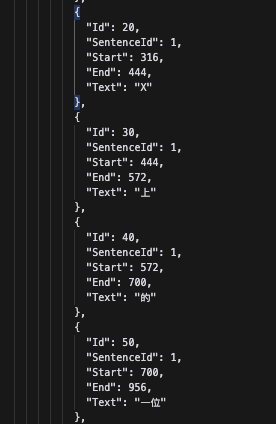 },
{
"Id": 20,
"SentenceId": 1,
"Start": 316,
"End": 444,
"Text": "X"
},
{
"Id": 30,
"SentenceId": 1,
"Start": 444,
"End": 572,
"Text": "上"
},
{
"Id": 40,
"SentenceId": 1,
"Start": 572,
"End": 700,
"Text": "的"
},
{
"Id": 50,
"SentenceId": 1,
"Start": 700,
"End": 956,
"Text": "一位"
},